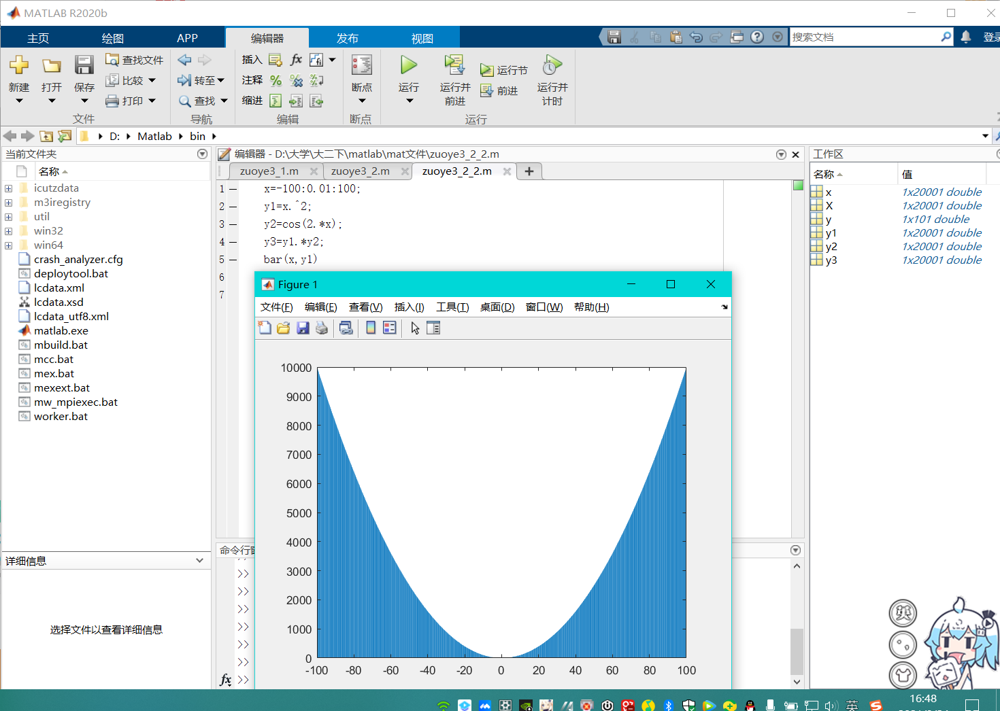 MATLAB R2020b
主页 绘图 APP 编辑器 发布 视图 搜索文档 登录
新建 打开 保存 查找文件 比较 打印 转至 查找 插入 注释 缩进 断点 运行 运行并前进 运行节 前进 运行并计时
文件 导航 编辑 断点 运行
D: Matlab bin
当前文件夹
名称
icutzdata
m3iregistry
util
win32
win64
crash_analyzer.cfg
deploytool.bat
lcdata.xml
lcdata.xsd
lcdata_utf8.xml
matlab.exe
mbuild.bat
mcc.bat
mex.bat
mexext.bat
mw_mpiexec.bat
worker.bat
详细信息
选择文件以查看详细信息
编辑器 - D:\大学\大二下\matlab\mat文件\zuoye3_2_2.m
zuoye3_1.m zuoye3_2.m zuoye3_2_2.m +
1 — x=-100:0.01:100;
2 — y1=x.^2;
3 — y2=cos(2.*x);
4 — y3=y1.*y2;
5 — bar(x,y1)
6
7
Figure 1
文件(F) 编辑(E) 查看(V) 插入(I) 工具(T) 桌面(D) 窗口(W) 帮助(H)
10000
9000
8000
7000
6000
5000
4000
3000
2000
1000
0
-100 -80 -60 -40 -20 0 20 40 60 80 100
命令行窗
>>
>>
>>
>>
>>
>>
fx >>
工作区
名称 值
x 1x20001 double
X 1x20001 double
y 1x101 double
y1 1x20001 double
y2 1x20001 double
y3 1x20001 double
英
英
16:48